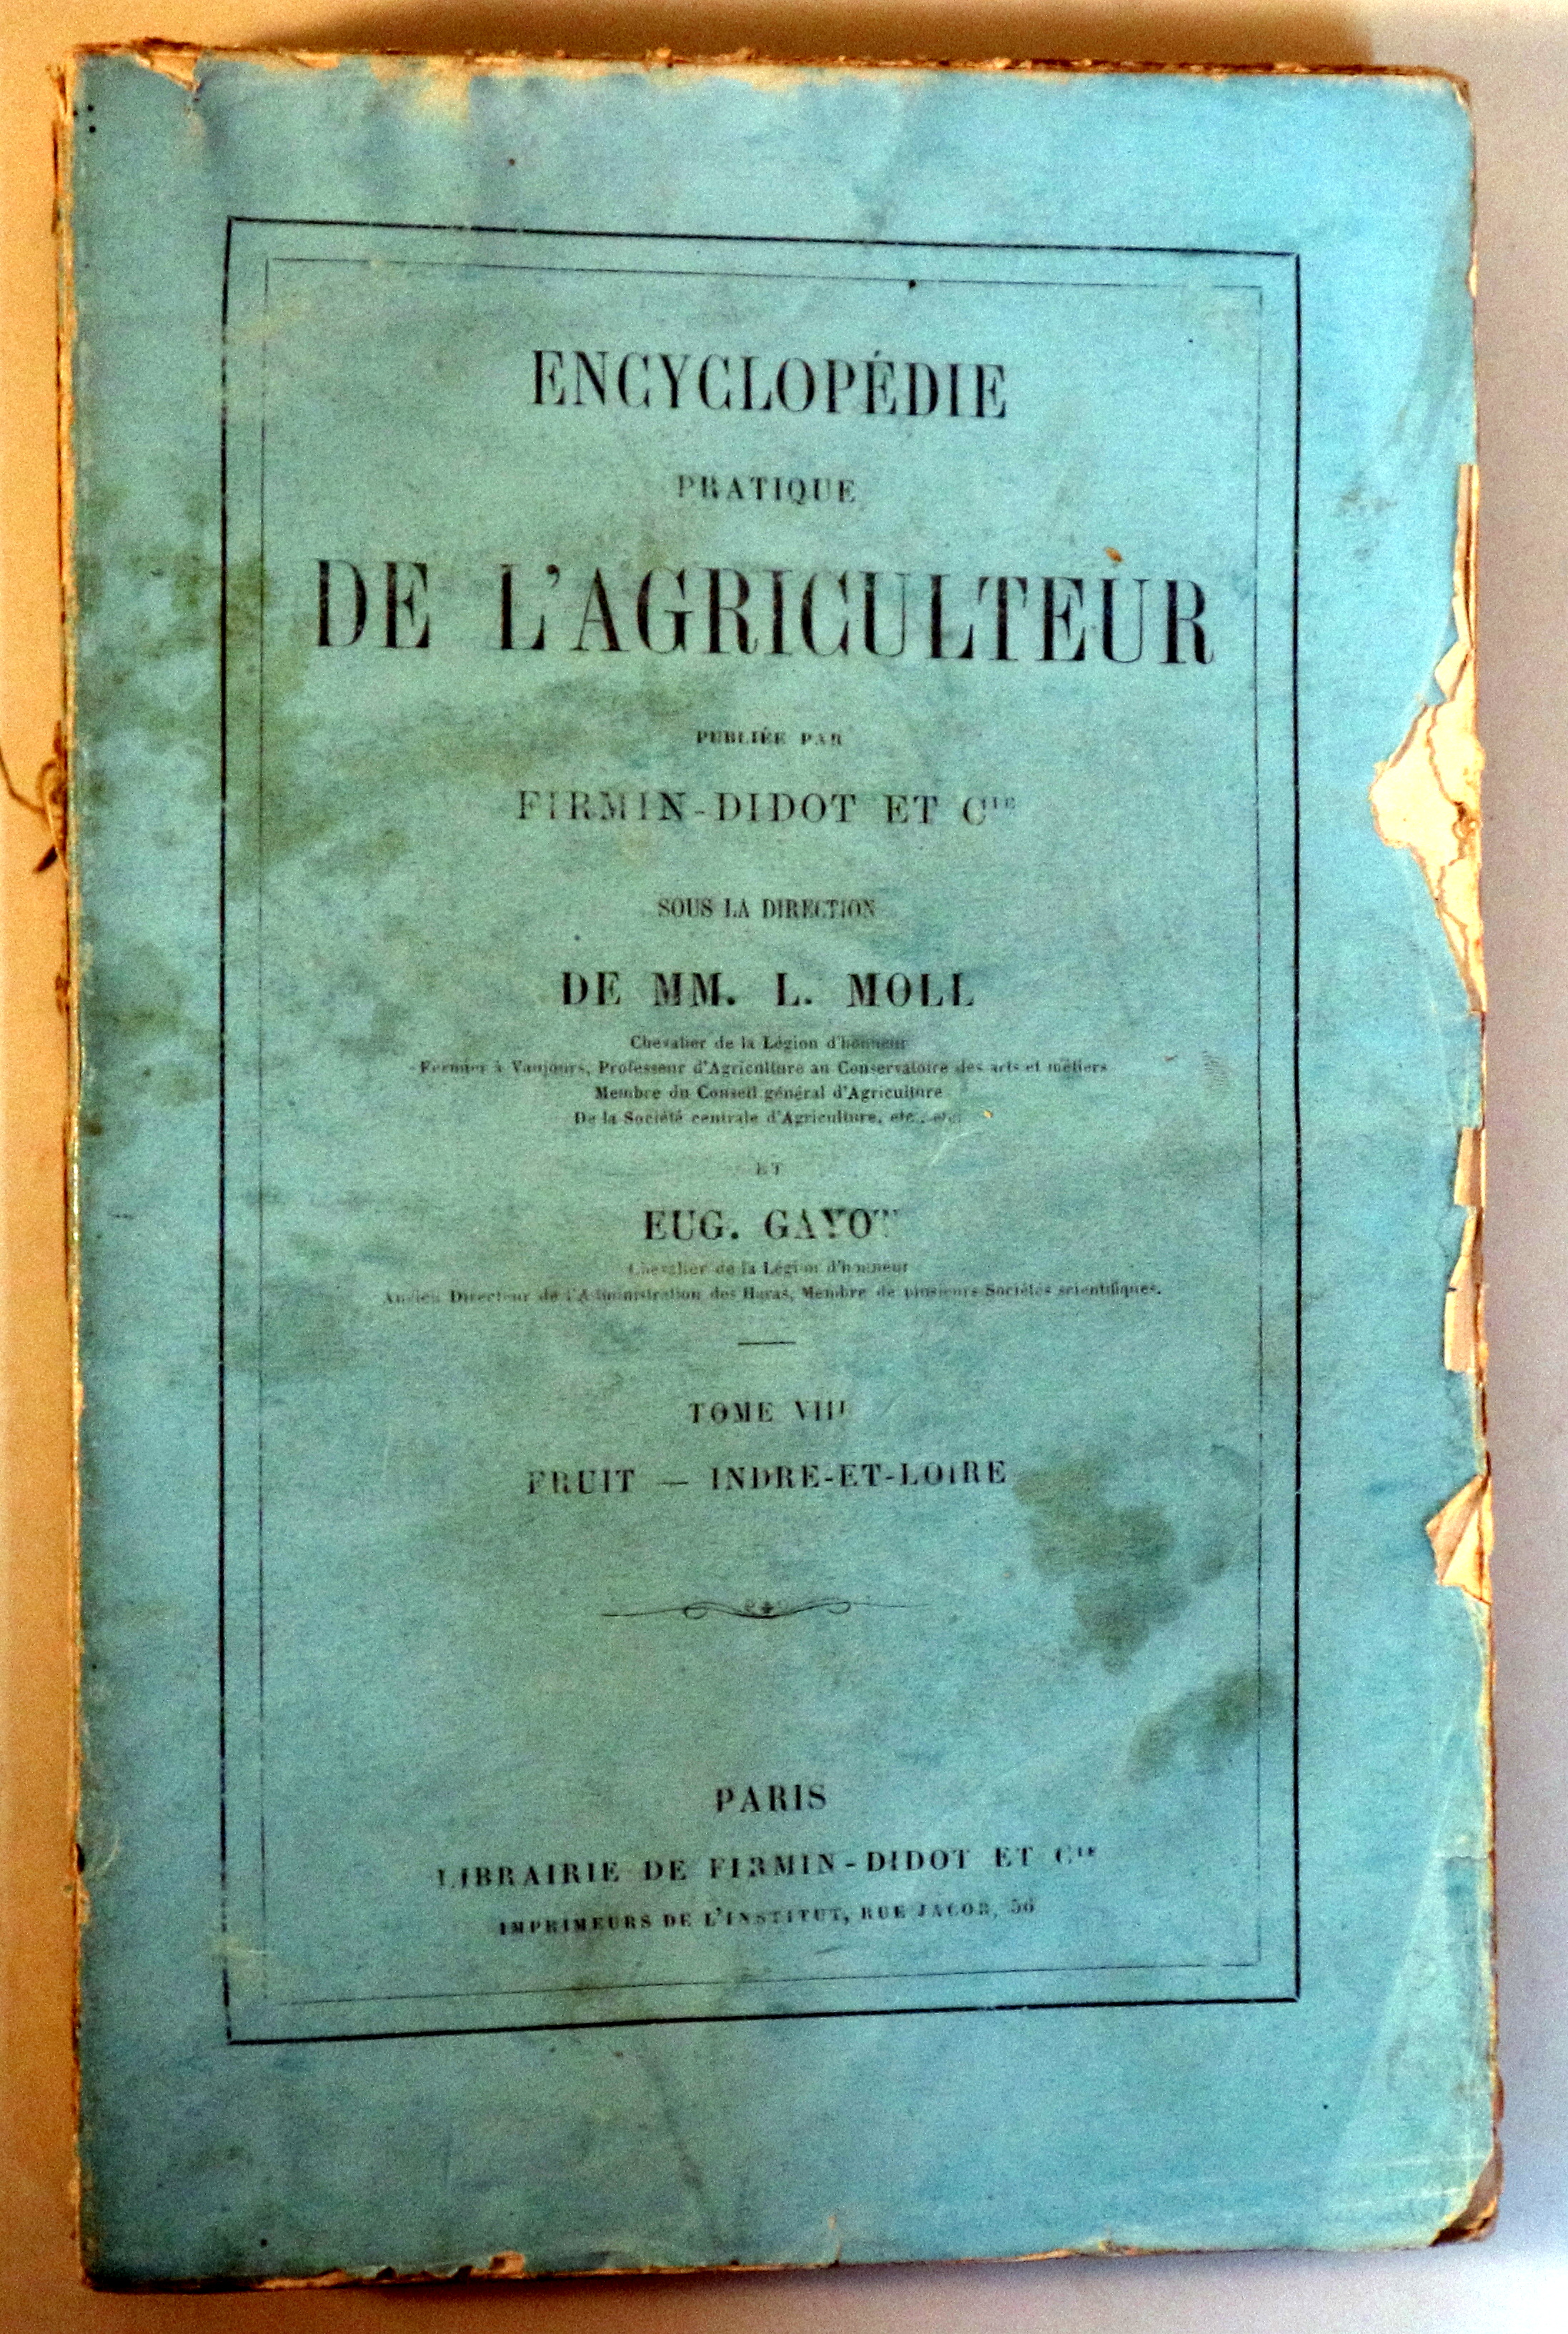 ENCYCLOPÉDIE
PRATIQUE
DE L'AGRICULTEUR
PUBLIÉE PAR
FIRMIN-DIDOT ET Cie
SOUS LA DIRECTION
DE MM. L. MOLL
Chevalier de la Légion d'honneur
Fermier à Vaujours, Professeur d'Agriculture au Conservatoire des arts et métiers
Membre du Conseil général d'Agriculture
De la Société centrale d'Agriculture, etc., etc.
ET
EUG. GAYOT
Chevalier de la Légion d'honneur
Ancien Directeur de l'Administration des Haras, Membre de plusieurs Sociétés scientifiques.
TOME VIII
FRUIT — INDRE-ET-LOIRE
PARIS
LIBRAIRIE DE FIRMIN-DIDOT ET Cie
IMPRIMEURS DE L'INSTITUT, RUE JACOB, 56